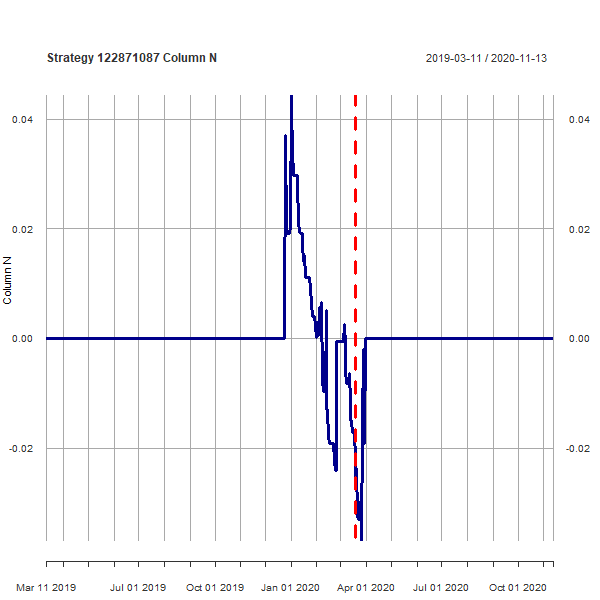 Strategy 122871087 Column N
2019-03-11 / 2020-11-13
0.04 0.04
0.02 0.02
0.00 0.00
-0.02 -0.02
Column N
Mar 11 2019 Jul 01 2019 Oct 01 2019 Jan 01 2020 Apr 01 2020 Jul 01 2020 Oct 01 2020